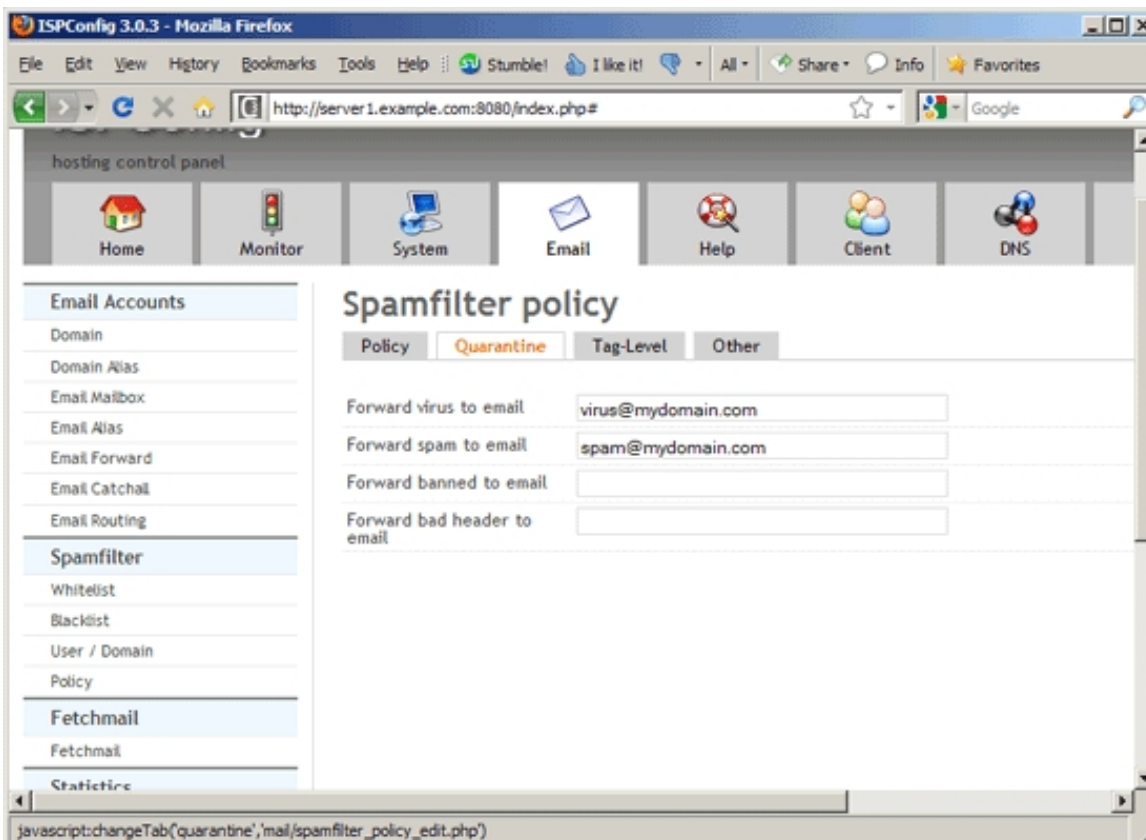 ISPConfig 3.0.3 - Mozilla Firefox
File Edit View History Bookmarks Tools Help Stumble! I like it! All Share Info Favorites
http://server1.example.com:8080/index.php# Google
hosting control panel
Home Monitor System Email Help Client DNS
Email Accounts
Domain
Domain Alias
Email Mailbox
Email Alias
Email Forward
Email Catchall
Email Routing
Spamfilter
Whitelist
Blacklist
User / Domain
Policy
Fetchmail
Fetchmail
Statistics
Spamfilter policy
Policy Quarantine Tag-Level Other
Forward virus to email virus@mydomain.com
Forward spam to email spam@mydomain.com
Forward banned to email
Forward bad header to
email
javascript:changeTab('quarantine','mail/spamfilter_policy_edit.php')